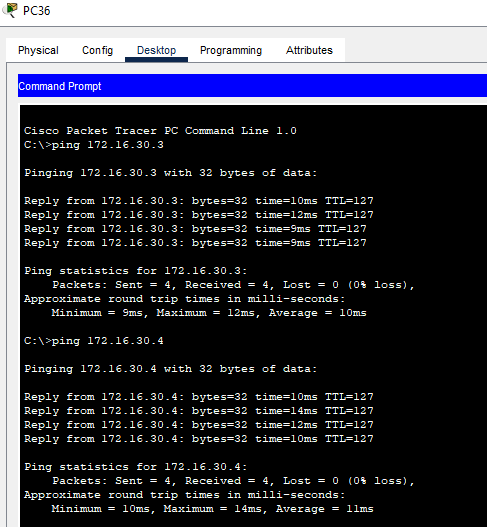 PC36
Physical Config Desktop Programming Attributes
Command Prompt
Cisco Packet Tracer PC Command Line 1.0
C:\>ping 172.16.30.3
Pinging 172.16.30.3 with 32 bytes of data:
Reply from 172.16.30.3: bytes=32 time=10ms TTL=127
Reply from 172.16.30.3: bytes=32 time=12ms TTL=127
Reply from 172.16.30.3: bytes=32 time=9ms TTL=127
Reply from 172.16.30.3: bytes=32 time=9ms TTL=127
Ping statistics for 172.16.30.3:
Packets: Sent = 4, Received = 4, Lost = 0 (0% loss),
Approximate round trip times in milli-seconds:
Minimum = 9ms, Maximum = 12ms, Average = 10ms
C:\>ping 172.16.30.4
Pinging 172.16.30.4 with 32 bytes of data:
Reply from 172.16.30.4: bytes=32 time=10ms TTL=127
Reply from 172.16.30.4: bytes=32 time=14ms TTL=127
Reply from 172.16.30.4: bytes=32 time=12ms TTL=127
Reply from 172.16.30.4: bytes=32 time=10ms TTL=127
Ping statistics for 172.16.30.4:
Packets: Sent = 4, Received = 4, Lost = 0 (0% loss),
Approximate round trip times in milli-seconds:
Minimum = 10ms, Maximum = 14ms, Average = 11ms